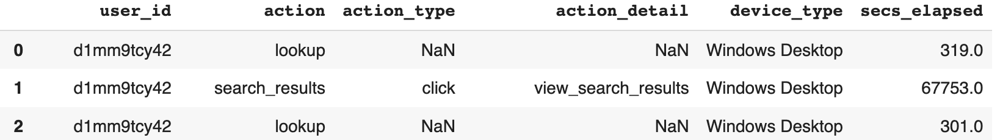 user_id action action_type action_detail device_type secs_elapsed
0 d1mm9tcy42 lookup NaN NaN Windows Desktop 319.0
1 d1mm9tcy42 search_results click view_search_results Windows Desktop 67753.0
2 d1mm9tcy42 lookup NaN NaN Windows Desktop 301.0